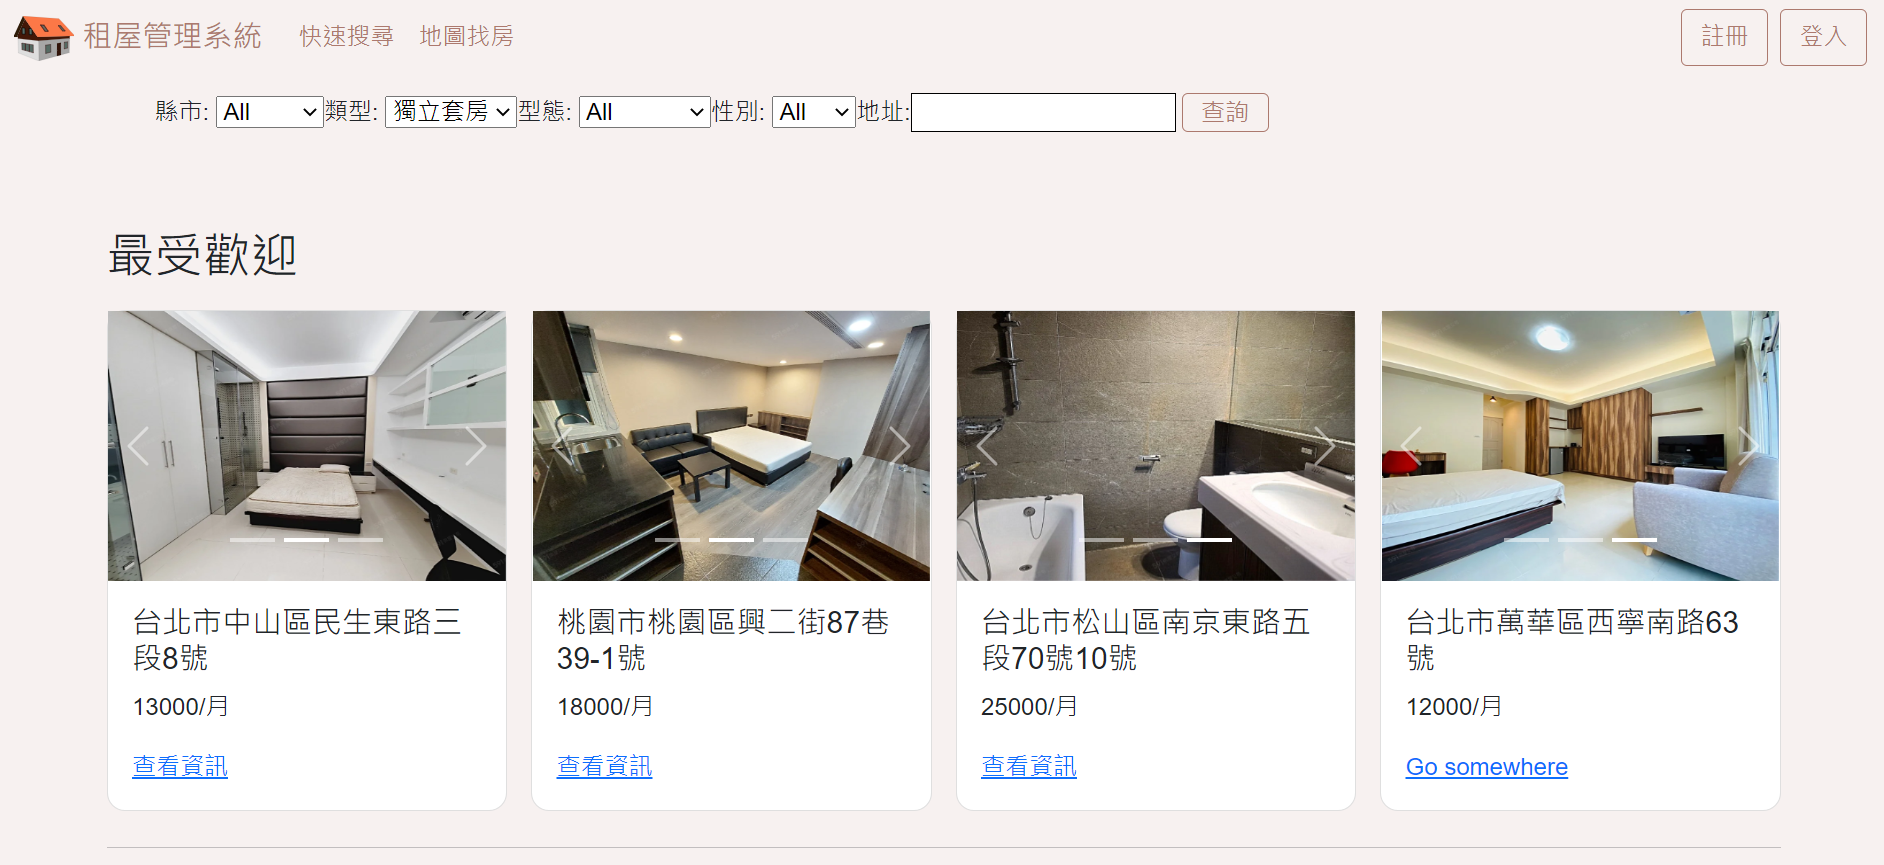 租屋管理系統 快速搜尋 地圖找房 註冊 登入
縣市: All 類型: 獨立套房 型態: All 性別: All 地址: 查詢
最受歡迎
台北市中山區民生東路三
段8號
13000/月
查看資訊
桃園市桃園區興二街87巷
39-1號
18000/月
查看資訊
台北市松山區南京東路五
段70號10號
25000/月
查看資訊
台北市萬華區西寧南路63
號
12000/月
Go somewhere